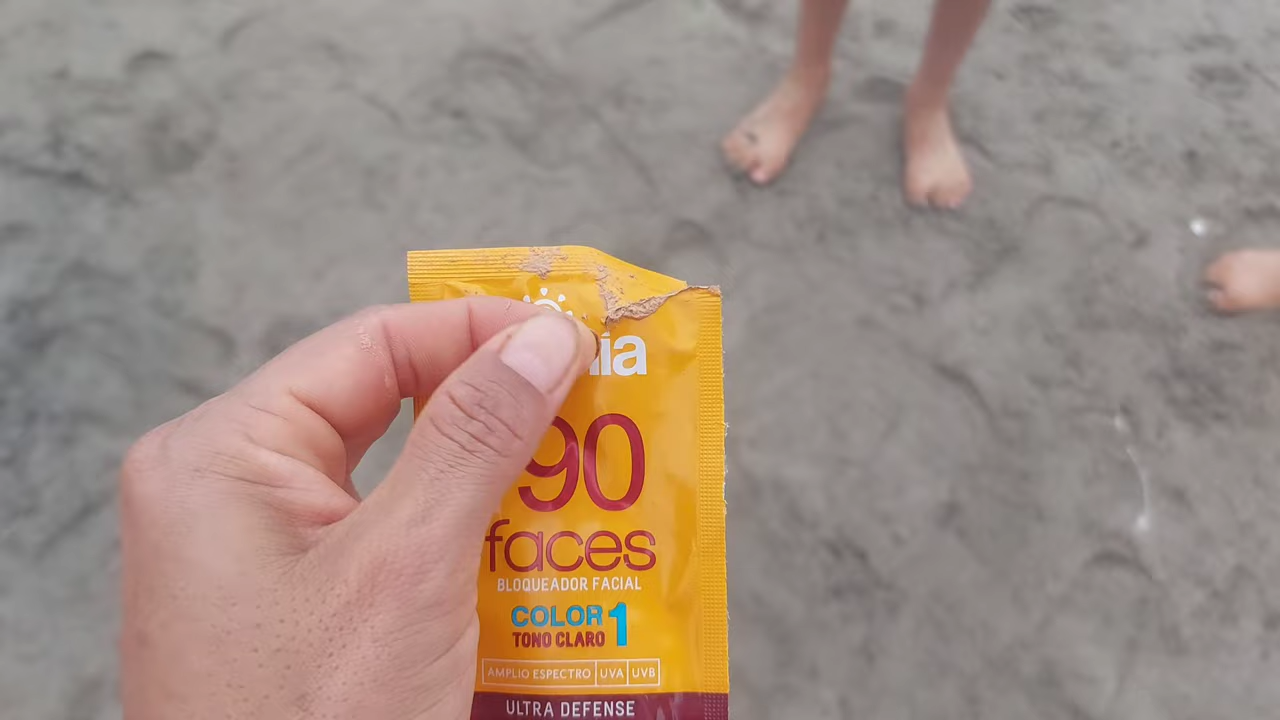 90
faces
BLOQUEADOR FACIAL
COLOR 1
TONO CLARO
AMPLIO ESPECTRO UVA UVB
ULTRA DEFENSE